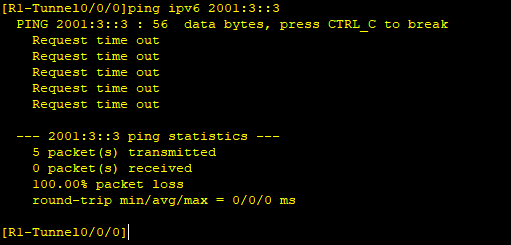 [R1-Tunnel0/0/0]ping ipv6 2001:3::3
PING 2001:3::3 : 56  data bytes, press CTRL_C to break
Request time out
Request time out
Request time out
Request time out
Request time out
--- 2001:3::3 ping statistics ---
5 packet(s) transmitted
0 packet(s) received
100.00% packet loss
round-trip min/avg/max = 0/0/0 ms
[R1-Tunnel0/0/0]